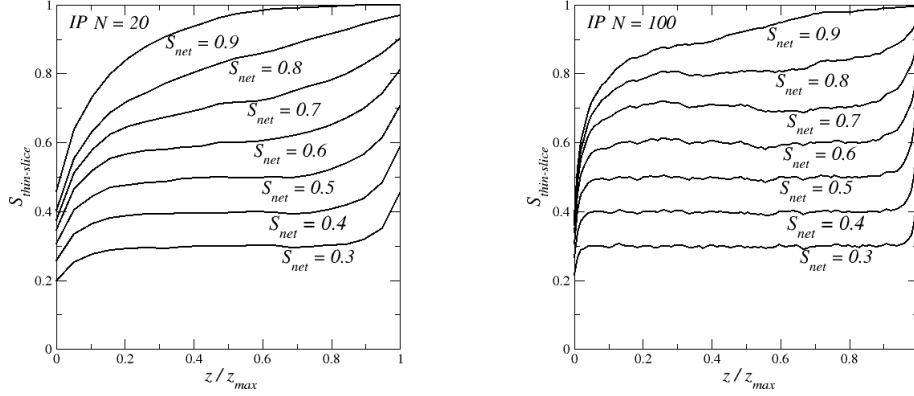 IP N = 20
S_thin-slice
1
0.8
0.6
0.4
0.2
0
0.2
0.4
0.6
0.8
1
z / z_max
S_net = 0.9
S_net = 0.8
S_net = 0.7
S_net = 0.6
S_net = 0.5
S_net = 0.4
S_net = 0.3
IP N = 100
S_thin-slice
1
0.8
0.6
0.4
0.2
0
0.2
0.4
0.6
0.8
z / z_max
S_net = 0.9
S_net = 0.8
S_net = 0.7
S_net = 0.6
S_net = 0.5
S_net = 0.4
S_net = 0.3